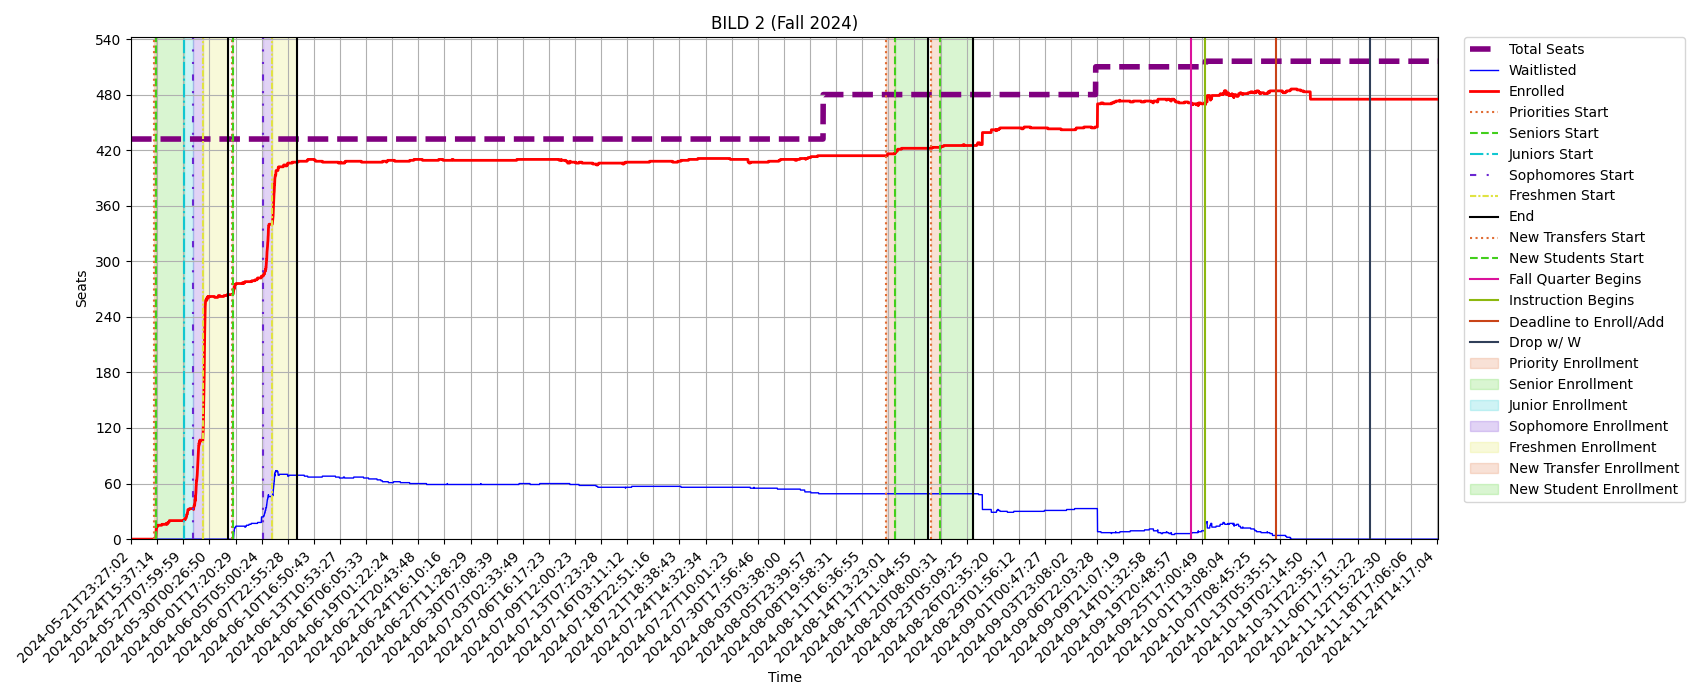 BILD 2 (Fall 2024)
540
480
420
360
300
240
180
120
60
0
Seats
2024-05-21T23:27:02
2024-05-24T15:37:14
2024-05-27T07:59:59
2024-05-30T00:26:50
2024-06-01T17:20:29
2024-06-05T05:00:24
2024-06-07T22:55:28
2024-06-10T16:50:43
2024-06-13T10:53:27
2024-06-16T06:05:33
2024-06-19T01:22:24
2024-06-21T20:43:48
2024-06-24T16:10:16
2024-06-27T11:28:29
2024-06-30T07:08:39
2024-07-03T02:33:49
2024-07-06T16:17:23
2024-07-09T12:00:23
2024-07-13T07:23:28
2024-07-16T03:11:12
2024-07-18T22:51:16
2024-07-21T18:38:43
2024-07-24T14:32:34
2024-07-27T10:01:23
2024-07-30T17:56:46
2024-08-03T03:38:00
2024-08-05T23:39:57
2024-08-08T19:58:31
2024-08-11T16:36:55
2024-08-14T13:23:01
2024-08-17T11:04:55
2024-08-20T08:00:31
2024-08-23T05:09:25
2024-08-26T02:35:20
2024-08-29T01:56:12
2024-09-01T00:47:27
2024-09-03T23:08:02
2024-09-06T22:03:28
2024-09-09T21:07:19
2024-09-14T01:32:58
2024-09-19T20:48:57
2024-09-25T17:00:49
2024-10-01T13:08:04
2024-10-07T08:45:25
2024-10-13T05:35:51
2024-10-19T02:14:50
2024-10-31T22:35:17
2024-11-06T17:51:22
2024-11-12T15:22:30
2024-11-18T17:06:06
2024-11-24T14:17:04
Time
Total Seats
Waitlisted
Enrolled
Priorities Start
Seniors Start
Juniors Start
Sophomores Start
Freshmen Start
End
New Transfers Start
New Students Start
Fall Quarter Begins
Instruction Begins
Deadline to Enroll/Add
Drop w/ W
Priority Enrollment
Senior Enrollment
Junior Enrollment
Sophomore Enrollment
Freshmen Enrollment
New Transfer Enrollment
New Student Enrollment